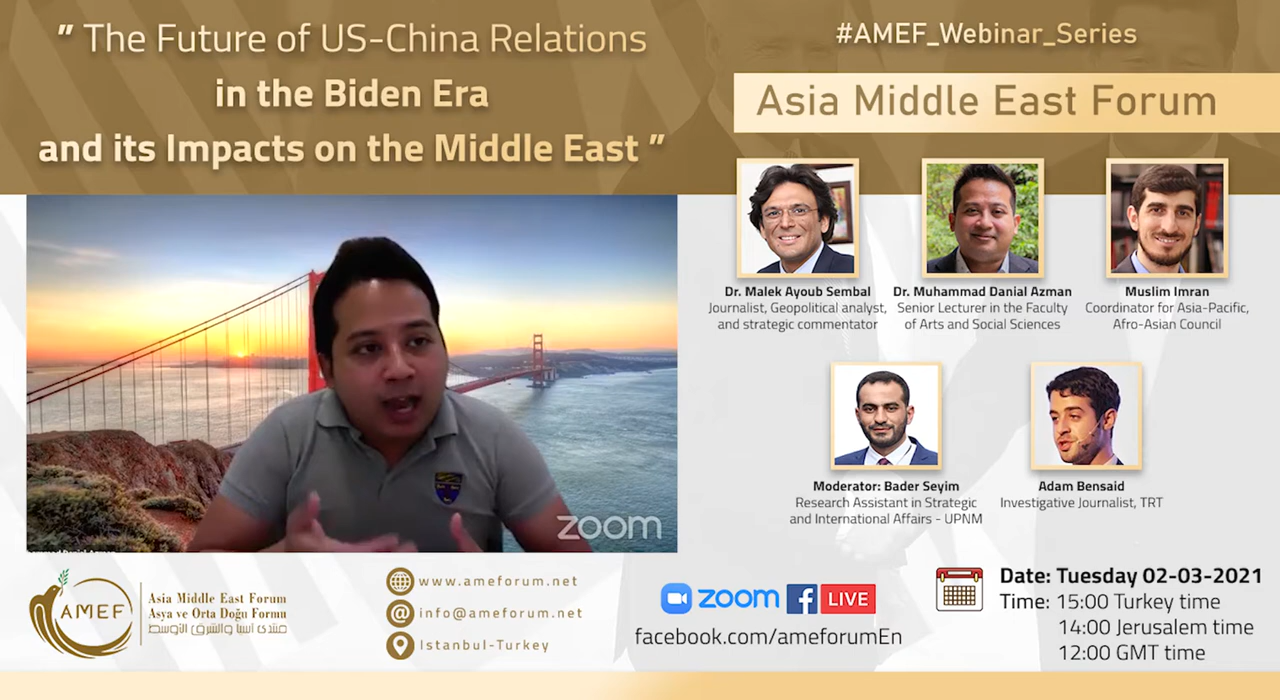 " The Future of US-China Relations
in the Biden Era
and its Impacts on the Middle East "
#AMEF_Webinar_Series
Asia Middle East Forum
Dr. Malek Ayoub Sembal
Journalist, Geopolitical analyst,
and strategic commentator
Dr. Muhammad Danial Azman
Senior Lecturer in the Faculty
of Arts and Social Sciences
Muslim Imran
Coordinator for Asia-Pacific,
Afro-Asian Council
Moderator: Bader Seyim
Research Assistant in Strategic
and International Affairs - UPNM
Adam Bensaid
Investigative Journalist, TRT
zoom
AMEF
Asia Middle East Forum
Asya ve Orta Doğu Formu
منتدى آسيا والشرق الأوسط
www.ameforum.net
info@ameforum.net
Istanbul-Turkey
zoom f LIVE
facebook.com/ameforumEn
Date: Tuesday 02-03-2021
Time: 15:00 Turkey time
14:00 Jerusalem time
12:00 GMT time